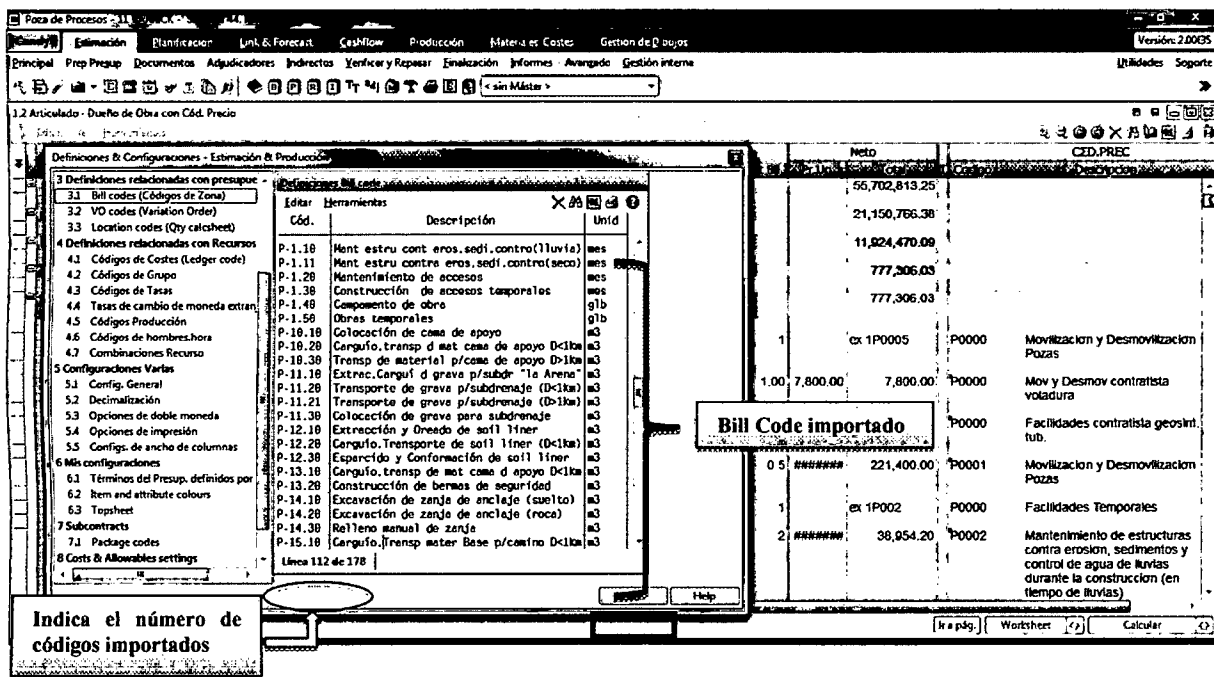 Poza de Procesos
Versión: 2.00
Candy Estimación Planificación Link & Forecast Cashflow Producción Materiales Costes Gestion de Dibujos
Principal Prep Presup Documentos Adjudicadores Indirectos Verificar y Repasar Finalización Informes Avanzado Gestión interna Utilidades Soporte
< sin Máster >
1.2 Articulado - Dueño de Obra con Cód. Precio
Definiciones & Configuraciones - Estimación & Producción
3 Definiciones relacionadas con presupue
3.1 Bill codes (Códigos de Zona)
3.2 VO codes (Variation Order)
3.3 Location codes (Qty calcsheet)
4 Definiciones relacionadas con Recursos
4.1 Códigos de Costes (Ledger code)
4.2 Códigos de Grupo
4.3 Códigos de Tasas
4.4 Tasas de cambio de moneda extran
4.5 Códigos Producción
4.6 Códigos de hombres.hora
4.7 Combinaciones Recurso
5 Configuraciones Varias
5.1 Config. General
5.2 Decimalización
5.3 Opciones de doble moneda
5.4 Opciones de impresión
5.5 Configs. de ancho de columnas
6 Mis configuraciones
6.1 Términos del Presup. definidos por
6.2 Item and attribute colours
6.3 Topsheet
7 Subcontracts
7.1 Package codes
8 Costs & Allowables settings
Definiciones Bill code
Editar Herramientas
Cód. Descripción Unid
P-1.10 Mant estru cont eros.sedi.contro(lluvia) mes
P-1.11 Mant estru contra eros.sedi.contro(seco) mes
P-1.20 Mantenimiento de accesos mes
P-1.30 Construcción de accesos temporales mes
P-1.40 Campamento de obra glb
P-1.50 Obras temporales glb
P-10.10 Colocación de cama de apoyo m3
P-10.20 Carguío.transp d mat cama de apoyo D<1km m3
P-10.30 Transp de material p/cama de apoyo D>1km m3
P-11.10 Extrac.Carguí d grava p/subdr "la Arena" m3
P-11.20 Transporte de grava p/subdrenaje (D<1km) m3
P-11.21 Transporte de grava p/subdrenaje (D>1km) m3
P-11.30 Colocación de grava para subdrenaje m3
P-12.10 Extracción y Oreado de soil liner m3
P-12.20 Carguío.Transporte de soil liner (D<1km) m3
P-12.30 Esparcido y Conformación de soil liner m3
P-13.10 Carguío.transp de mat cama d apoyo D<1km m3
P-13.20 Construcción de bermas de seguridad m3
P-14.10 Excavación de zanja de anclaje (suelto) m3
P-14.20 Excavación de zanja de anclaje (roca) m3
P-14.30 Relleno manual de zanja m3
P-15.10 Carguío.Transp mater Base p/camino D<1km m3
Línea 112 de 178
Help
Neto CED.PREC
Total Codigo Descripcion
55,702,813.25
21,150,766.38
11,924,470.09
777,306.03
777,306.03
1 ex 1P0005 P0000 Movilizacion y Desmovilizacion
Pozas
1.00 7,800.00 7,800.00 P0000 Mov y Desmov contratista
voladura
P0000 Facilidades contratista geosint,
tub.
0.5 ####### 221,400.00 P0001 Movilizacion y Desmovilizacion
Pozas
1 ex 1P002 P0000 Facilidades Temporales
2 ####### 38,954.20 P0002 Mantenimiento de estructuras
contra erosion, sedimentos y
control de agua de lluvias
durante la construccion (en
tiempo de lluvias)
Bill Code importado
Indica el número de
códigos importados
Ir a pág. Worksheet Calcular